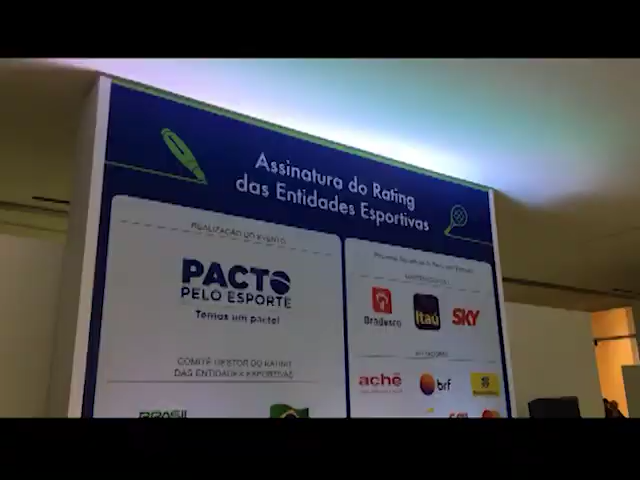 Assinatura do Rating
das Entidades Esportivas
REALIZAÇÃO DO EVENTO
PACTO
PELO ESPORTE
Temos um pacto!
COMITÊ GESTOR DO RATING
DAS ENTIDADES ESPORTIVAS
BRASIL
Bradesco
Itaú
SKY
aché
brf